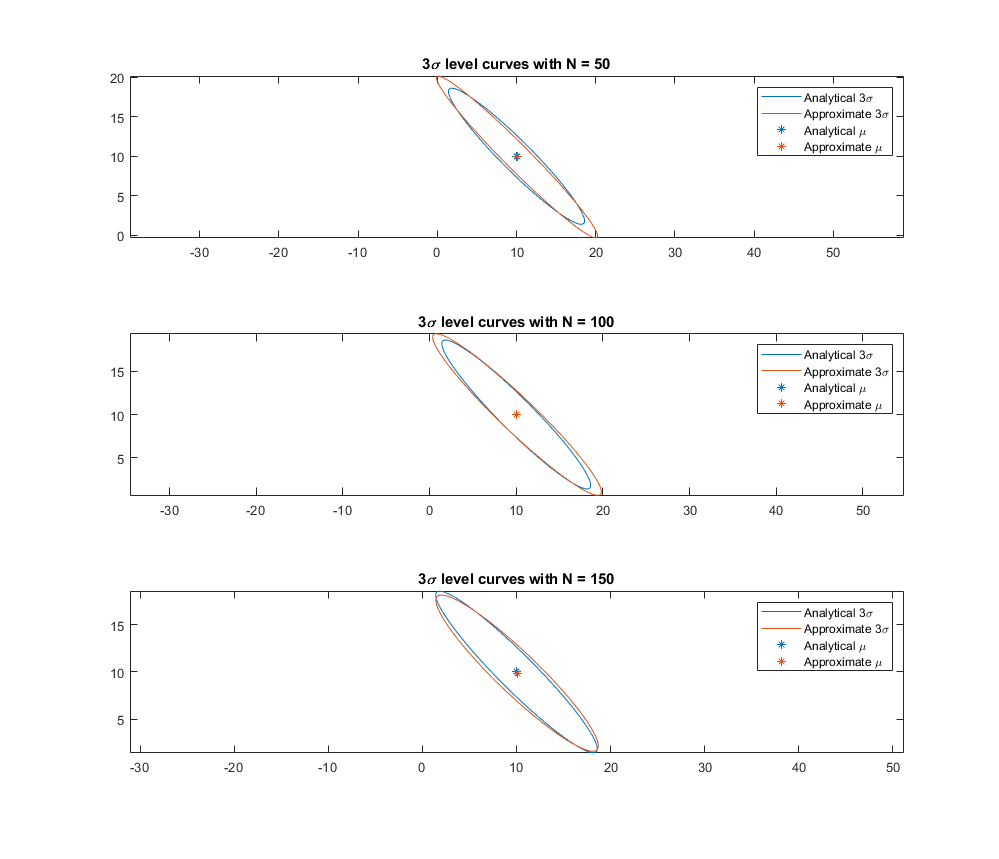 3σ level curves with N = 50
20
15
10
5
0
-30 -20 -10 0 10 20 30 40 50
Analytical 3σ
Approximate 3σ
Analytical μ
Approximate μ
3σ level curves with N = 100
15
10
5
-30 -20 -10 0 10 20 30 40 50
Analytical 3σ
Approximate 3σ
Analytical μ
Approximate μ
3σ level curves with N = 150
15
10
5
-30 -20 -10 0 10 20 30 40 50
Analytical 3σ
Approximate 3σ
Analytical μ
Approximate μ